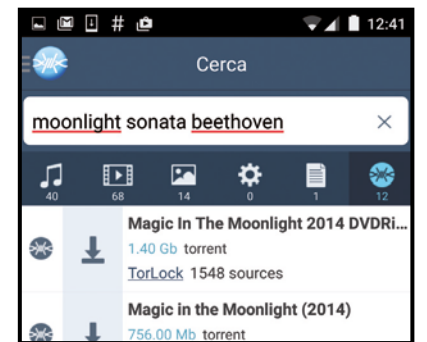 12:41
Cerca
moonlight sonata beethoven
40 68 14 0 1 12
Magic In The Moonlight 2014 DVDRi...
1.40 Gb torrent
TorLock 1548 sources
Magic in the Moonlight (2014)
756.00 Mb torrent